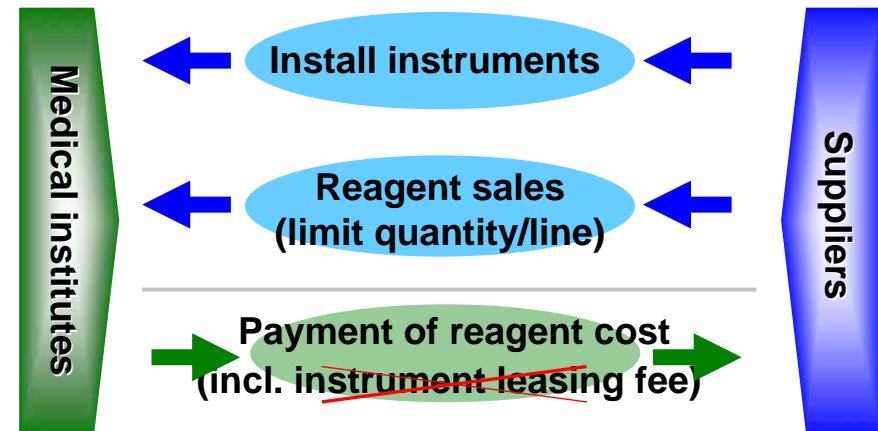 Medical institutes
Install instruments
Reagent sales
(limit quantity/line)
Payment of reagent cost
(incl. instrument leasing fee)
Suppliers